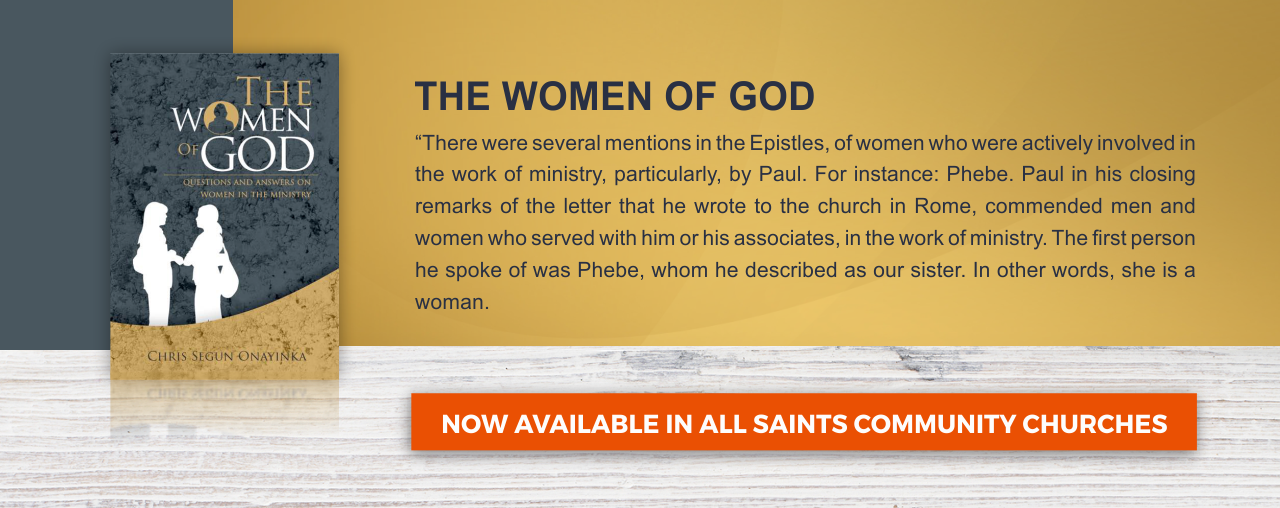 THE
WOMEN
OF GOD
QUESTIONS AND ANSWERS ON
WOMEN IN THE MINISTRY
CHRIS SEGUN ONAYINKA
THE WOMEN OF GOD
“There were several mentions in the Epistles, of women who were actively involved in
the work of ministry, particularly, by Paul. For instance: Phebe. Paul in his closing
remarks of the letter that he wrote to the church in Rome, commended men and
women who served with him or his associates, in the work of ministry. The first person
he spoke of was Phebe, whom he described as our sister. In other words, she is a
woman.
NOW AVAILABLE IN ALL SAINTS COMMUNITY CHURCHES